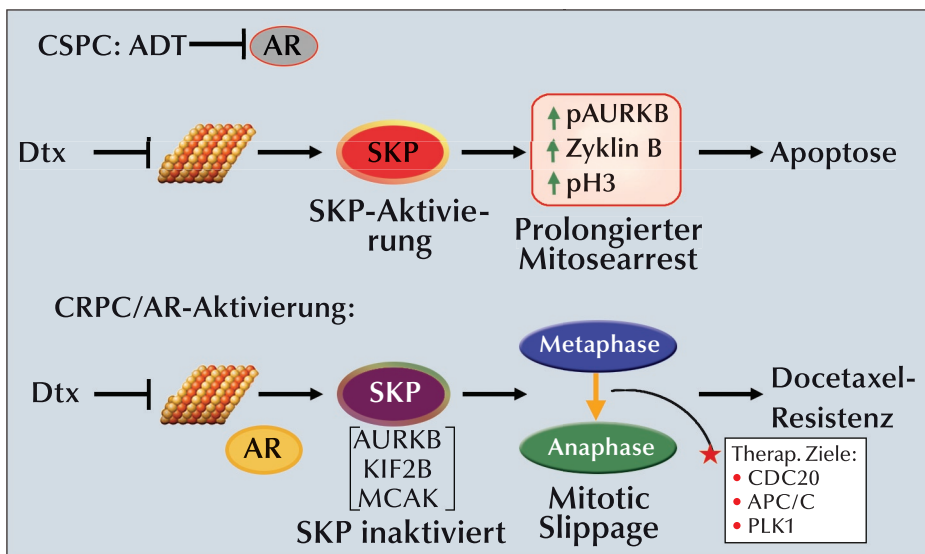 CSPC: ADT
AR
Dtx
SKP
SKP-Aktivie-
rung
pAURKB
Zyklin B
pH3
Prolongierter
Mitosearrest
Apoptose
CRPC/AR-Aktivierung:
Dtx
AR
SKP
AURKB
KIF2B
MCAK
SKP inaktiviert
Metaphase
Anaphase
Mitotic
Slippage
Docetaxel-
Resistenz
Therap. Ziele:
• CDC20
• APC/C
• PLK1